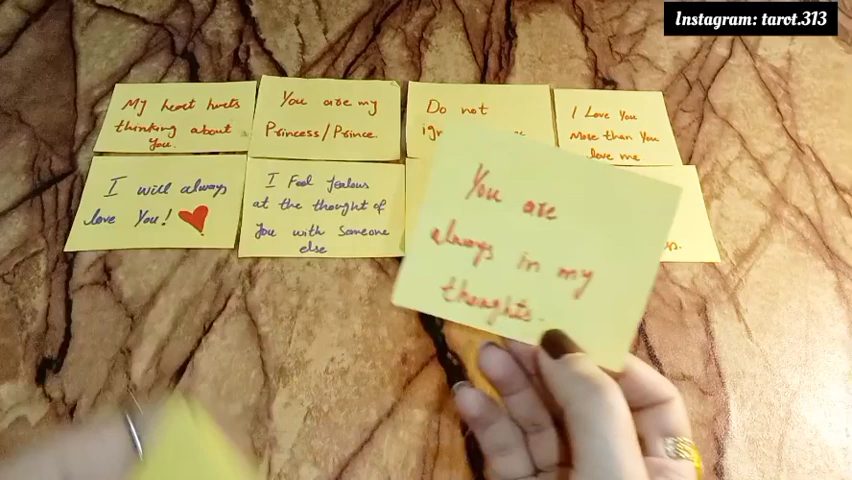 Instagram: tarot.313
My heart hurts
thinking about
you.
You are my
Princess/Prince.
Do not
I Love You
More than You
love me
I will always
love You!
I Feel Jealous
at the thought of
You with Someone
else
You are
always in my
thoughts.